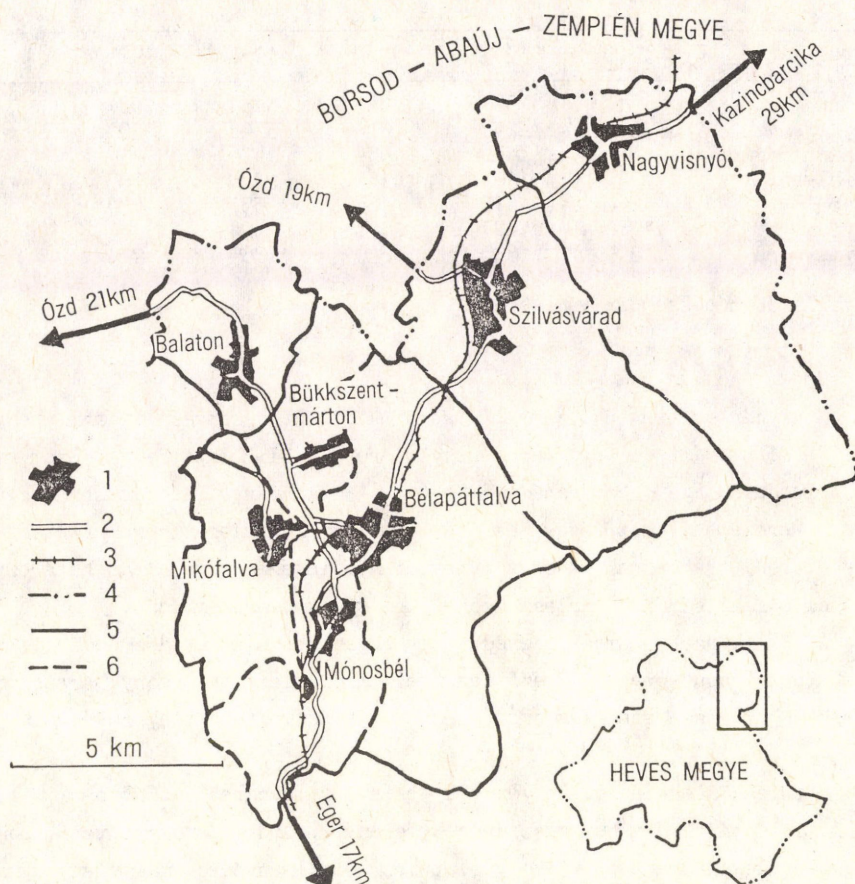 BORSOD - ABAÚJ - ZEMPLÉN MEGYE
Kazincbarcika
29km
Nagyvisnyó
Ózd 19km
Szilvásvárad
Ózd 21km
Balaton
Bükkszent-
márton
Bélapátfalva
Mikófalva
Mónosbél
1
2
3
4
5
6
5 km
Eger 17km
HEVES MEGYE